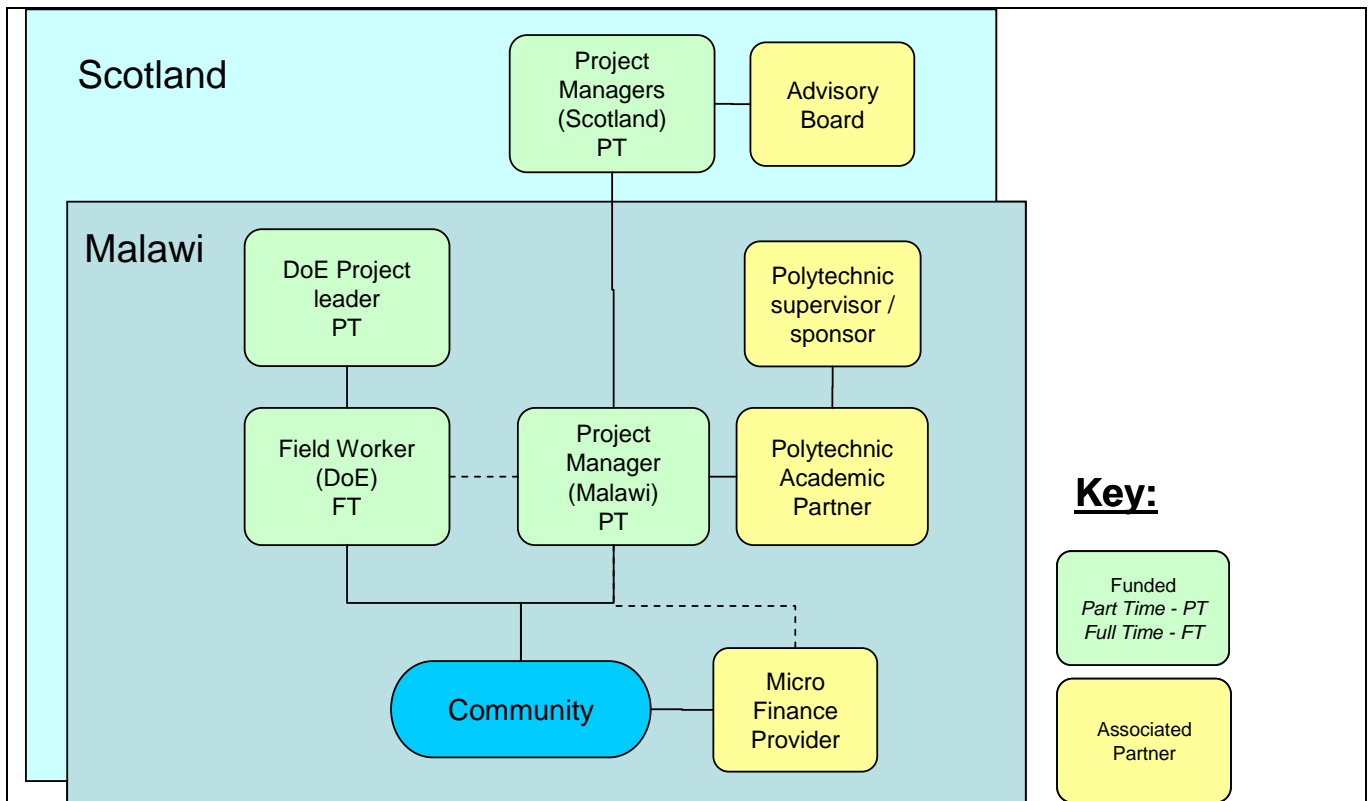 Scotland
Project
Managers
(Scotland)
PT
Advisory
Board
Malawi
DoE Project
leader
PT
Polytechnic
supervisor /
sponsor
Field Worker
(DoE)
FT
Project
Manager
(Malawi)
PT
Polytechnic
Academic
Partner
Community
Micro
Finance
Provider
Key:
Funded
Part Time - PT
Full Time - FT
Associated
Partner